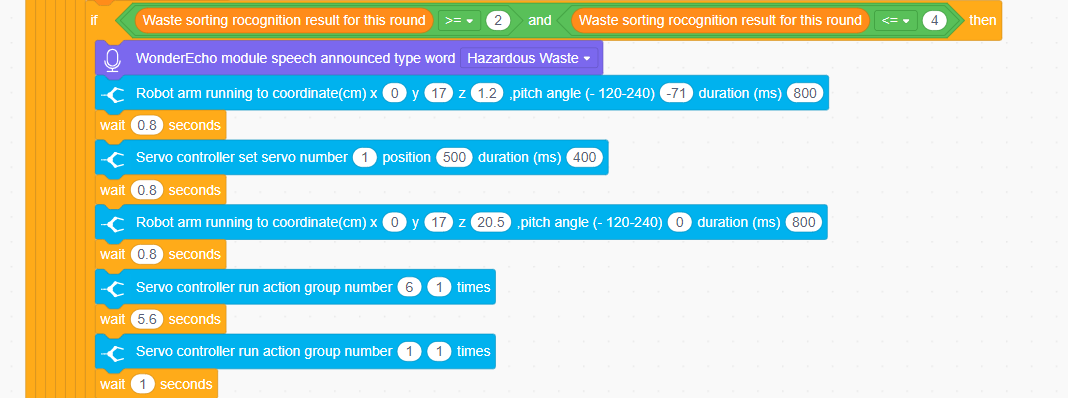 if Waste sorting rocognition result for this round >= 2 and Waste sorting rocognition result for this round <= 4 then
WonderEcho module speech announced type word Hazardous Waste
Robot arm running to coordinate(cm) x 0 y 17 z 1.2 ,pitch angle (- 120-240) -71 duration (ms) 800
wait 0.8 seconds
Servo controller set servo number 1 position 500 duration (ms) 400
wait 0.8 seconds
Robot arm running to coordinate(cm) x 0 y 17 z 20.5 ,pitch angle (- 120-240) 0 duration (ms) 800
wait 0.8 seconds
Servo controller run action group number 6 1 times
wait 5.6 seconds
Servo controller run action group number 1 1 times
wait 1 seconds